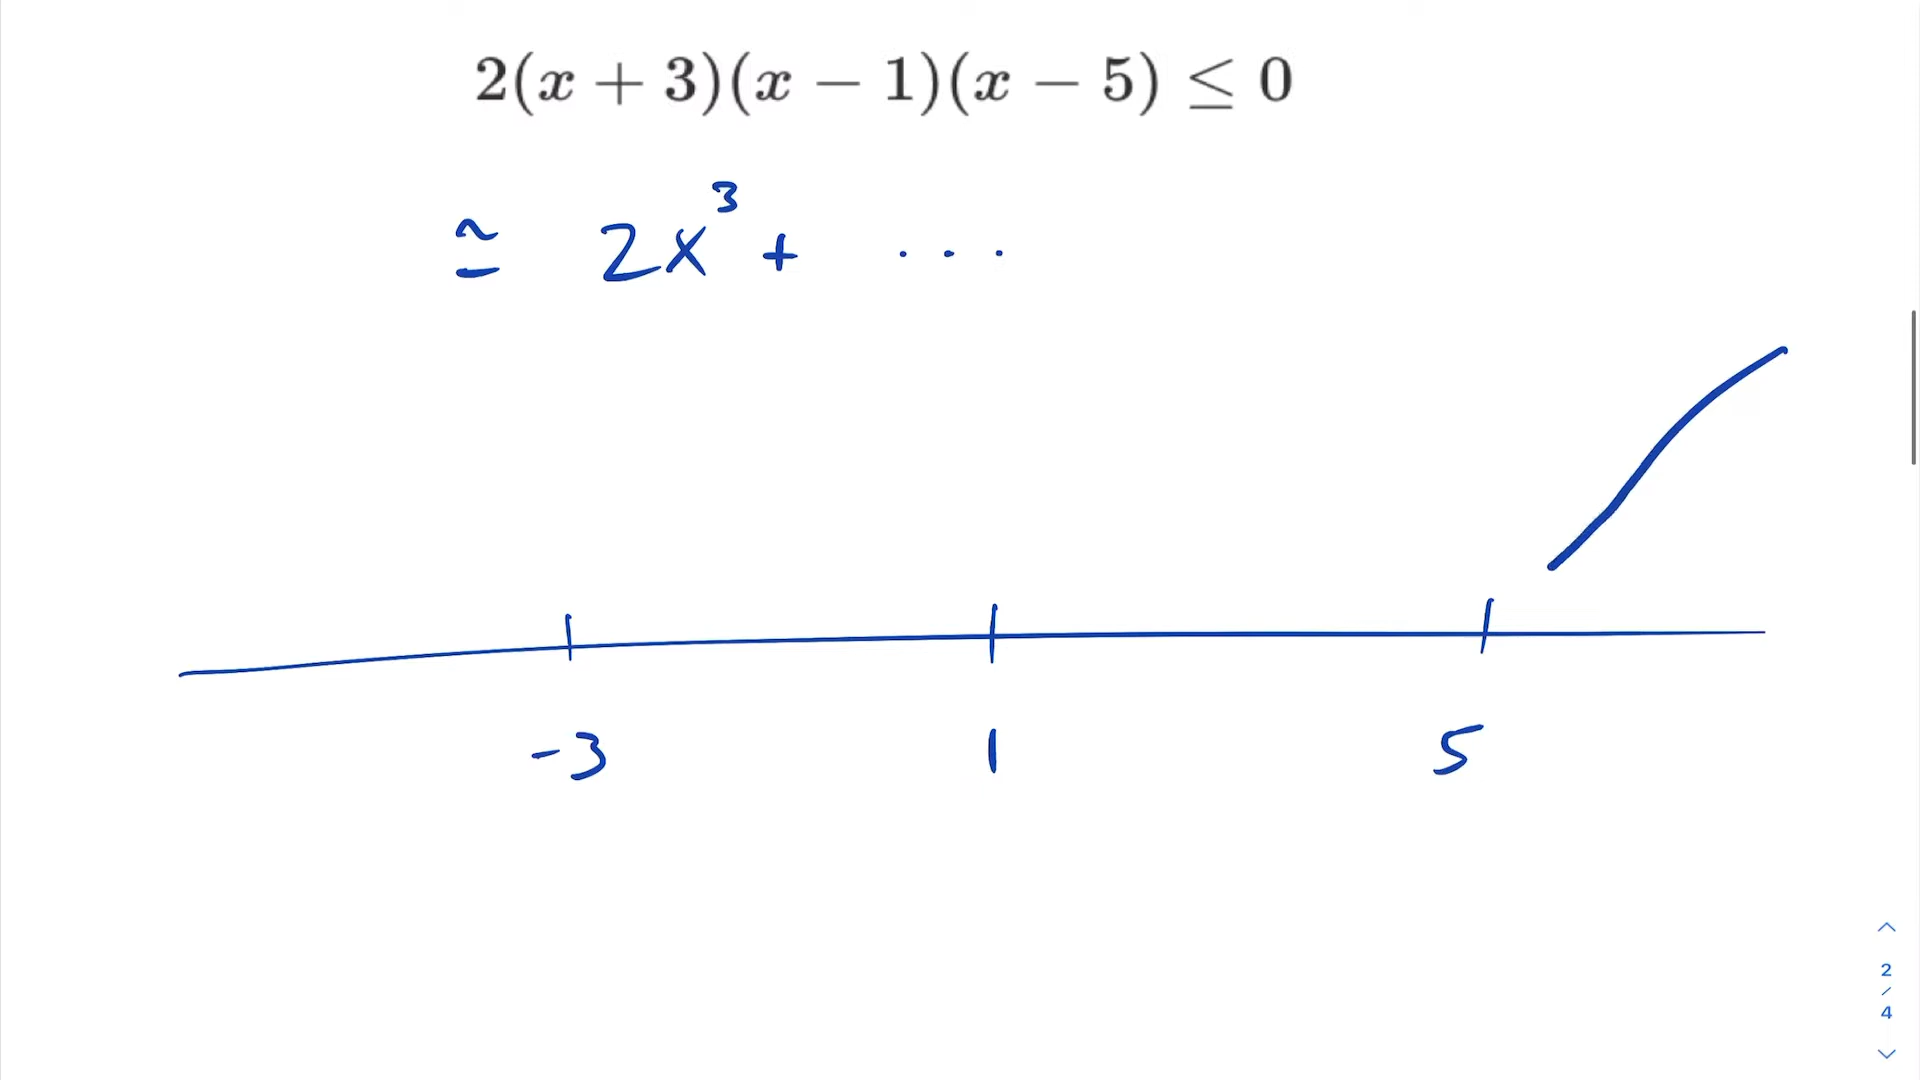 2(x + 3)(x − 1)(x − 5) ≤ 0
≃ 2x³ + ...
-3 1 5
2
/
4